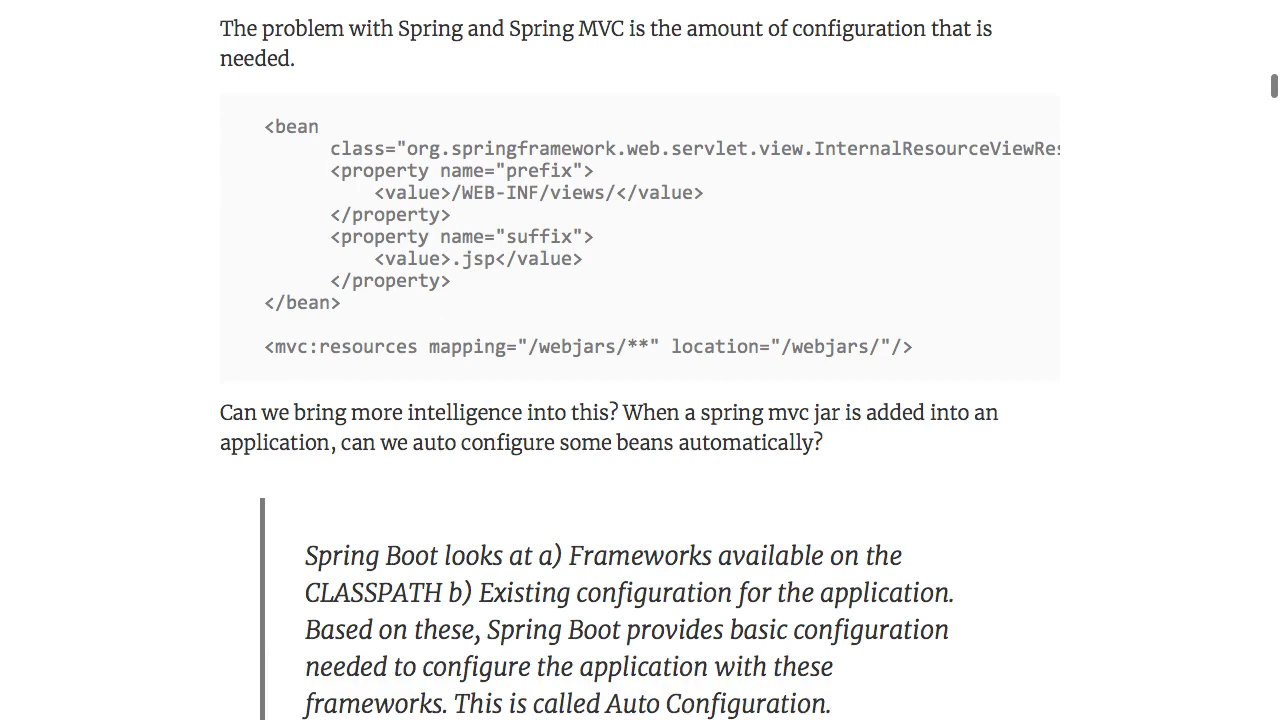 The problem with Spring and Spring MVC is the amount of configuration that is
needed.
<bean
class="org.springframework.web.servlet.view.InternalResourceViewRes
<property name="prefix">
<value>/WEB-INF/views/</value>
</property>
<property name="suffix">
<value>.jsp</value>
</property>
</bean>
<mvc:resources mapping="/webjars/**" location="/webjars/"/>
Can we bring more intelligence into this? When a spring mvc jar is added into an
application, can we auto configure some beans automatically?
Spring Boot looks at a) Frameworks available on the
CLASSPATH b) Existing configuration for the application.
Based on these, Spring Boot provides basic configuration
needed to configure the application with these
frameworks. This is called Auto Configuration.